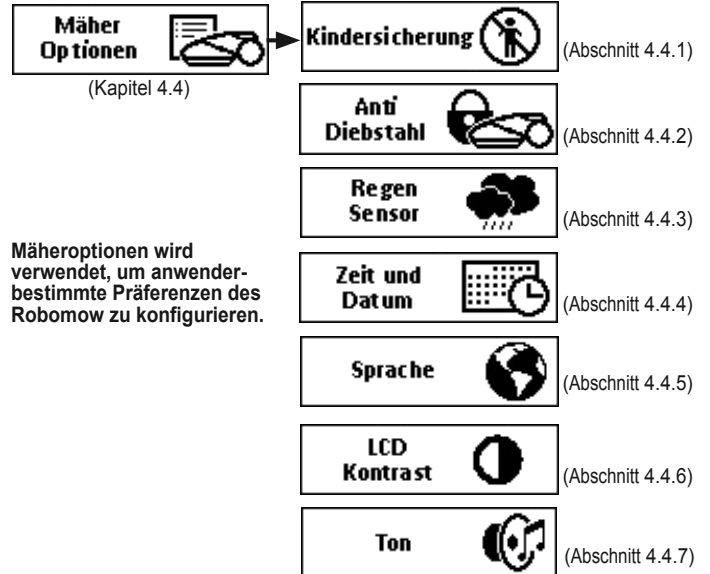 Mäher
Optionen
(Kapitel 4.4)
Kindersicherung
(Abschnitt 4.4.1)
Anti
Diebstahl
(Abschnitt 4.4.2)
Regen
Sensor
(Abschnitt 4.4.3)
Mäheroptionen wird
verwendet, um anwender-
bestimmte Präferenzen des
Robomow zu konfigurieren.
Zeit und
Datum
(Abschnitt 4.4.4)
Sprache
(Abschnitt 4.4.5)
LCD
Kontrast
(Abschnitt 4.4.6)
Ton
(Abschnitt 4.4.7)